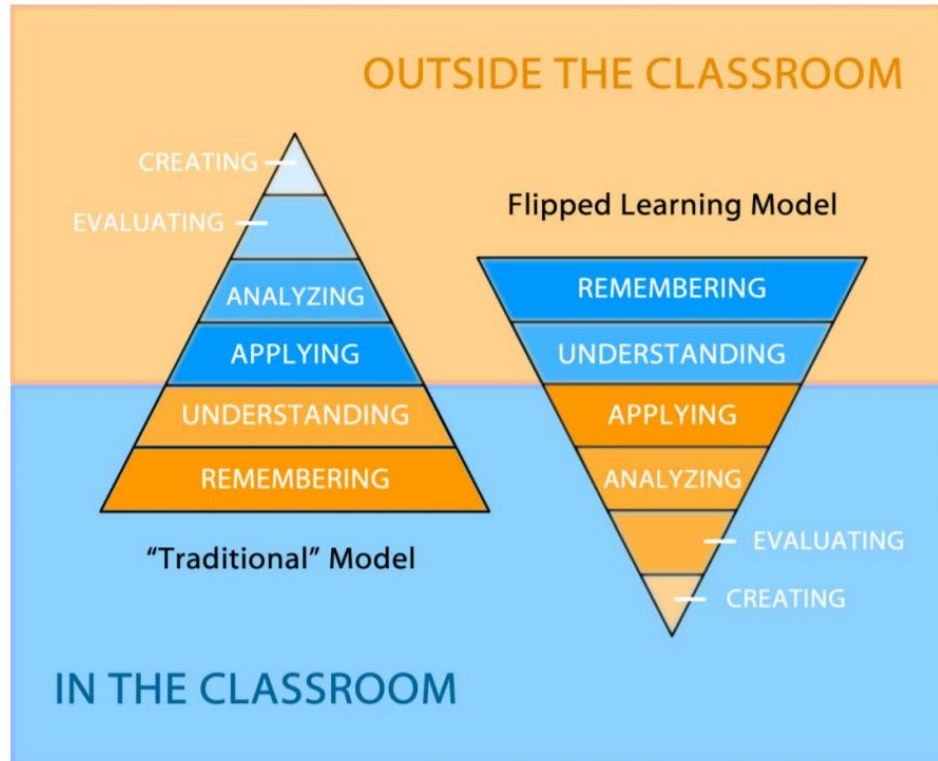 OUTSIDE THE CLASSROOM
CREATING
EVALUATING
ANALYZING
APPLYING
UNDERSTANDING
REMEMBERING
“Traditional” Model
Flipped Learning Model
REMEMBERING
UNDERSTANDING
APPLYING
ANALYZING
EVALUATING
CREATING
IN THE CLASSROOM